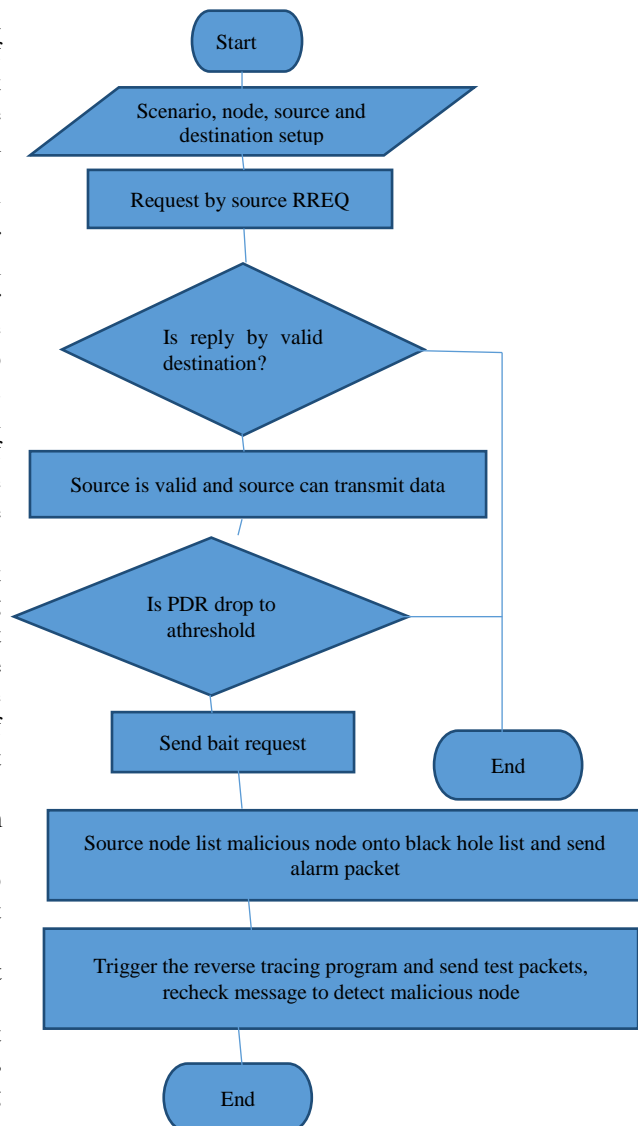 Start
Scenario, node, source and
destination setup
Request by source RREQ
Is reply by valid
destination?
Source is valid and source can transmit data
Is PDR drop to
athreshold
Send bait request
End
Source node list malicious node onto black hole list and send
alarm packet
Trigger the reverse tracing program and send test packets,
recheck message to detect malicious node
End